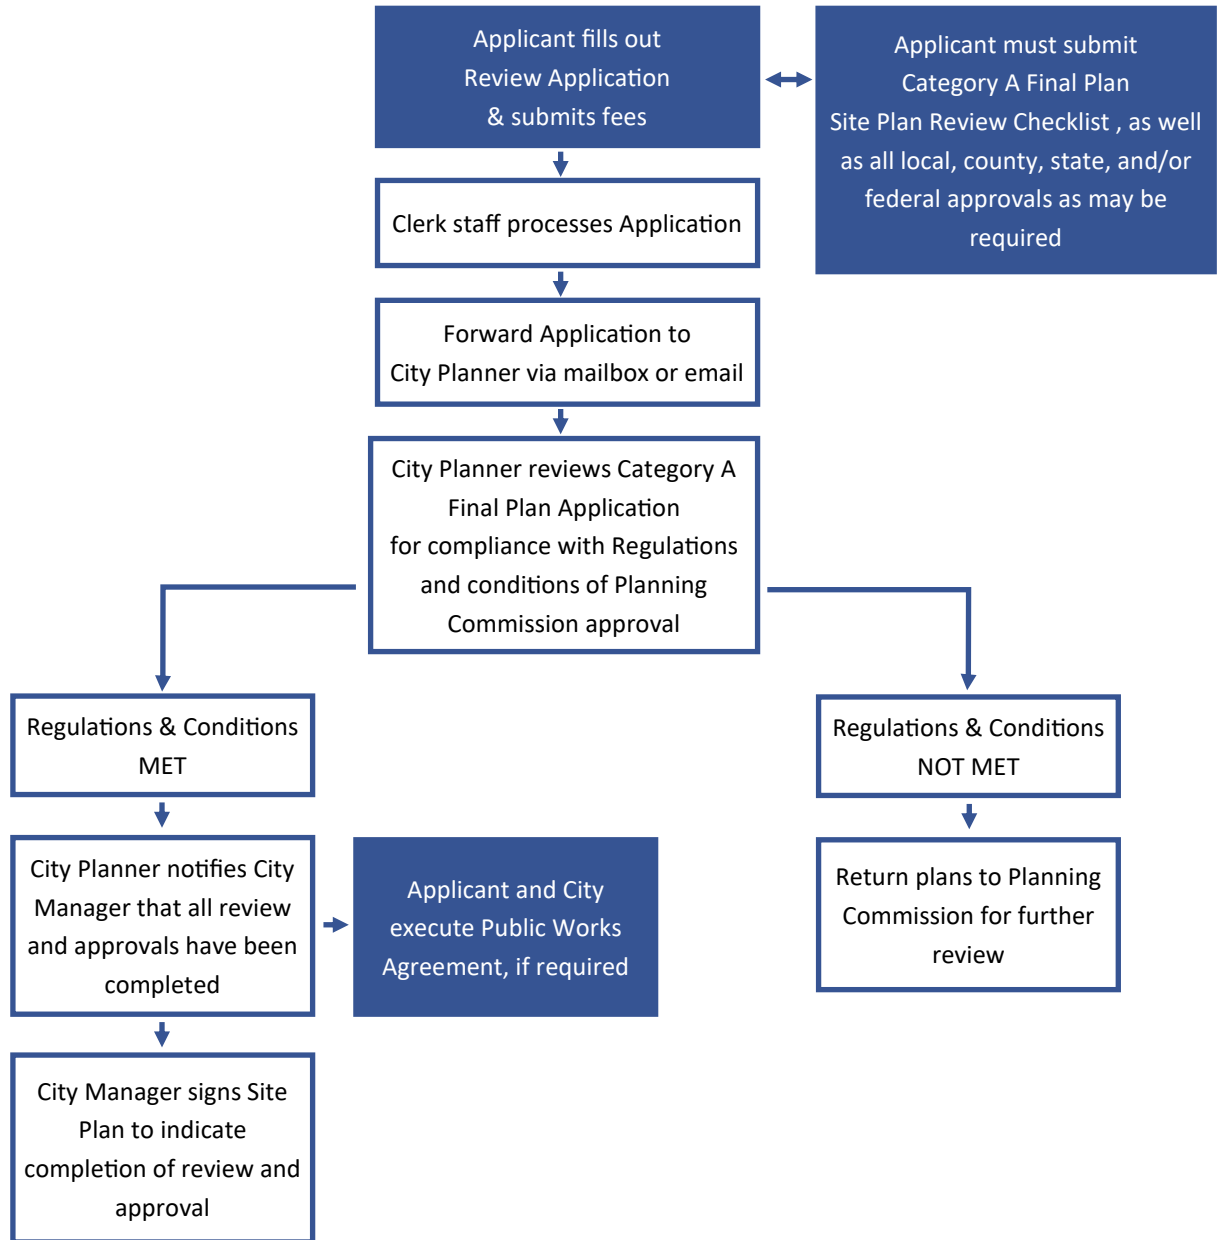 Applicant fills out
Review Application
& submits fees
Applicant must submit
Category A Final Plan
Site Plan Review Checklist , as well
as all local, county, state, and/or
federal approvals as may be
required
Clerk staff processes Application
Forward Application to
City Planner via mailbox or email
City Planner reviews Category A
Final Plan Application
for compliance with Regulations
and conditions of Planning
Commission approval
Regulations & Conditions
MET
Regulations & Conditions
NOT MET
City Planner notifies City
Manager that all review
and approvals have been
completed
Applicant and City
execute Public Works
Agreement, if required
Return plans to Planning
Commission for further
review
City Manager signs Site
Plan to indicate
completion of review and
approval